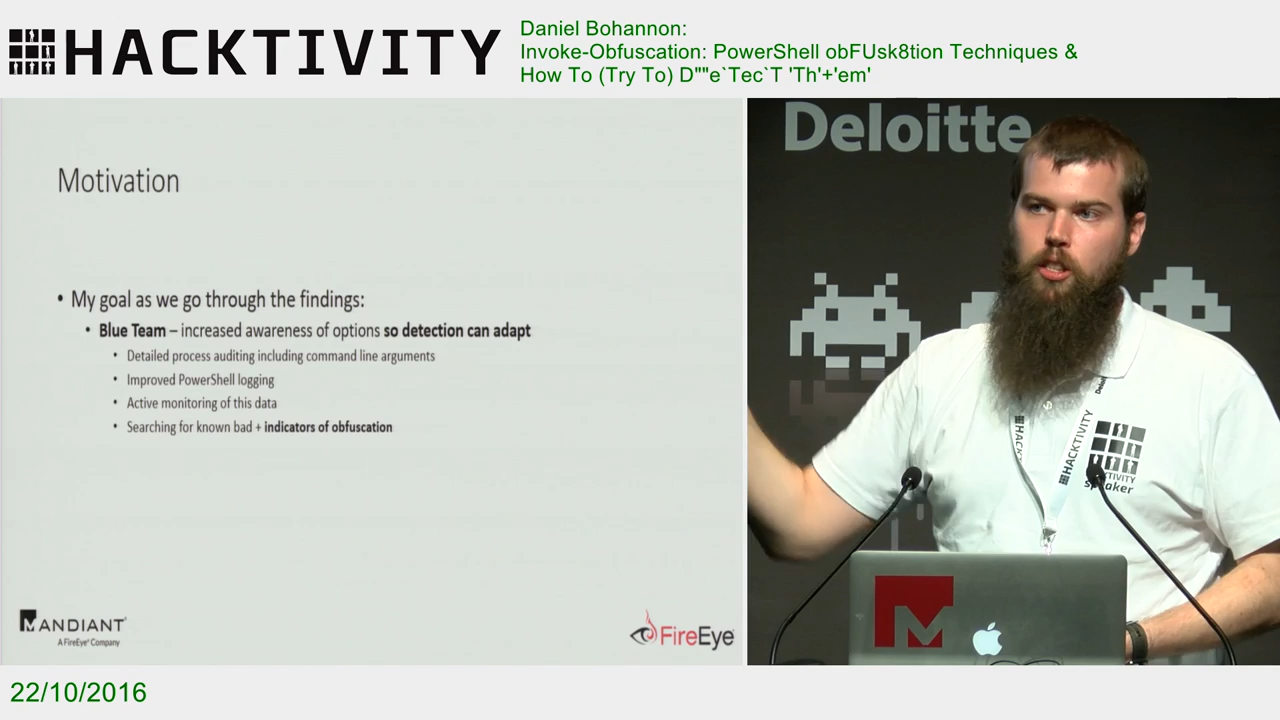 HACKTIVITY
Daniel Bohannon:
Invoke-Obfuscation: PowerShell obFUsk8tion Techniques &
How To (Try To) D""e`Tec`T 'Th'+'em'
Motivation
• My goal as we go through the findings:
• Blue Team – increased awareness of options so detection can adapt
• Detailed process auditing including command line arguments
• Improved PowerShell logging
• Active monitoring of this data
• Searching for known bad + indicators of obfuscation
MANDIANT
A FireEye® Company
FireEye
Deloitte
HACKTIVITY
HACKTIVITY
speaker
22/10/2016